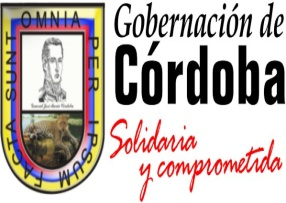 OMNIA PER IPSUM FACTA SUNT
Gobernación de
Córdoba
Solidaria
y comprometida